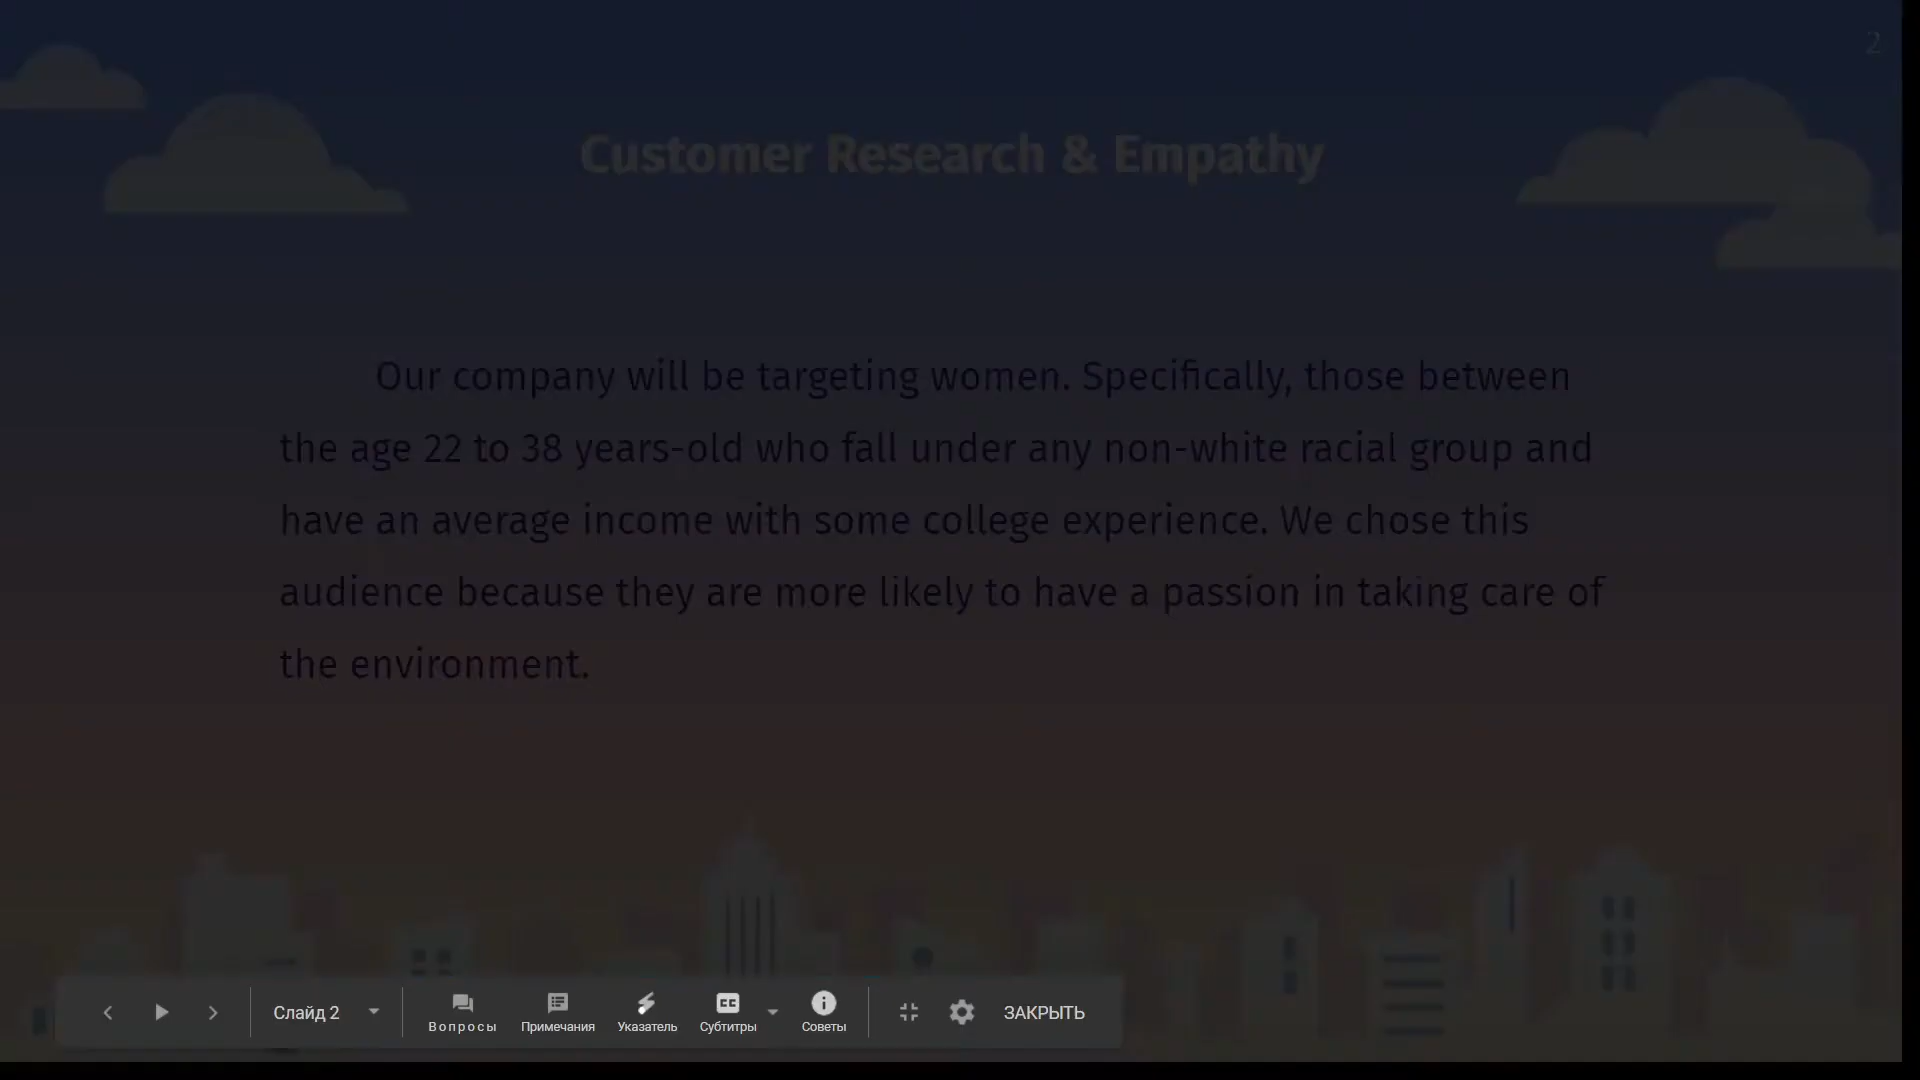 2
Customer Research & Empathy
Our company will be targeting women. Specifically, those between
the age 22 to 38 years-old who fall under any non-white racial group and
have an average income with some college experience. We chose this
audience because they are more likely to have a passion in taking care of
the environment.
Слайд 2
Вопросы
Примечания
Указатель
CC
Субтитры
Советы
ЗАКРЫТЬ